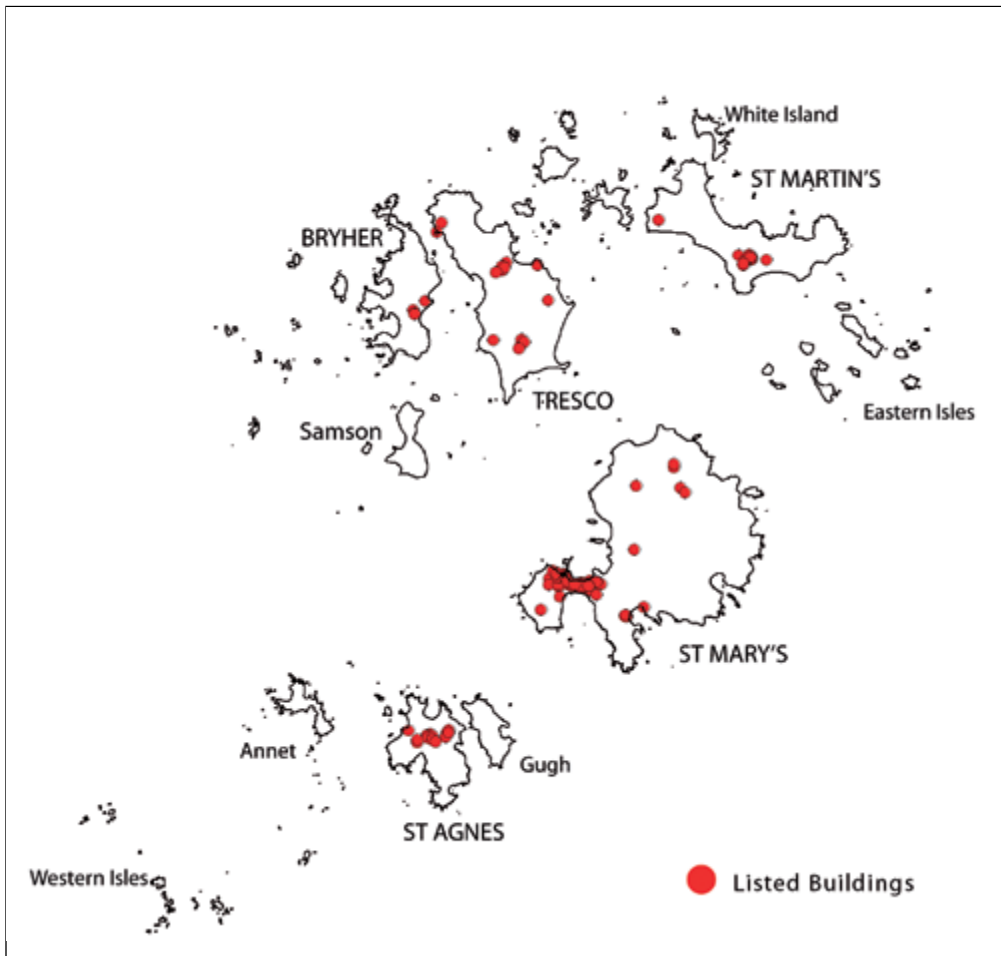 White Island
ST MARTIN'S
BRYHER
TRESCO
Eastern Isles
Samson
ST MARY'S
Annet
Gugh
ST AGNES
Western Isles
Listed Buildings